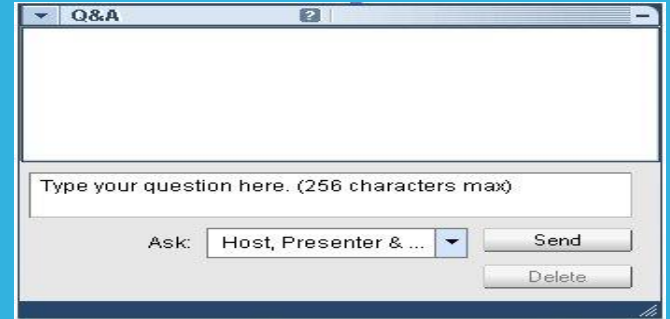 Q&A ?
Type your question here. (256 characters max)
Ask: Host, Presenter & ... Send
Delete